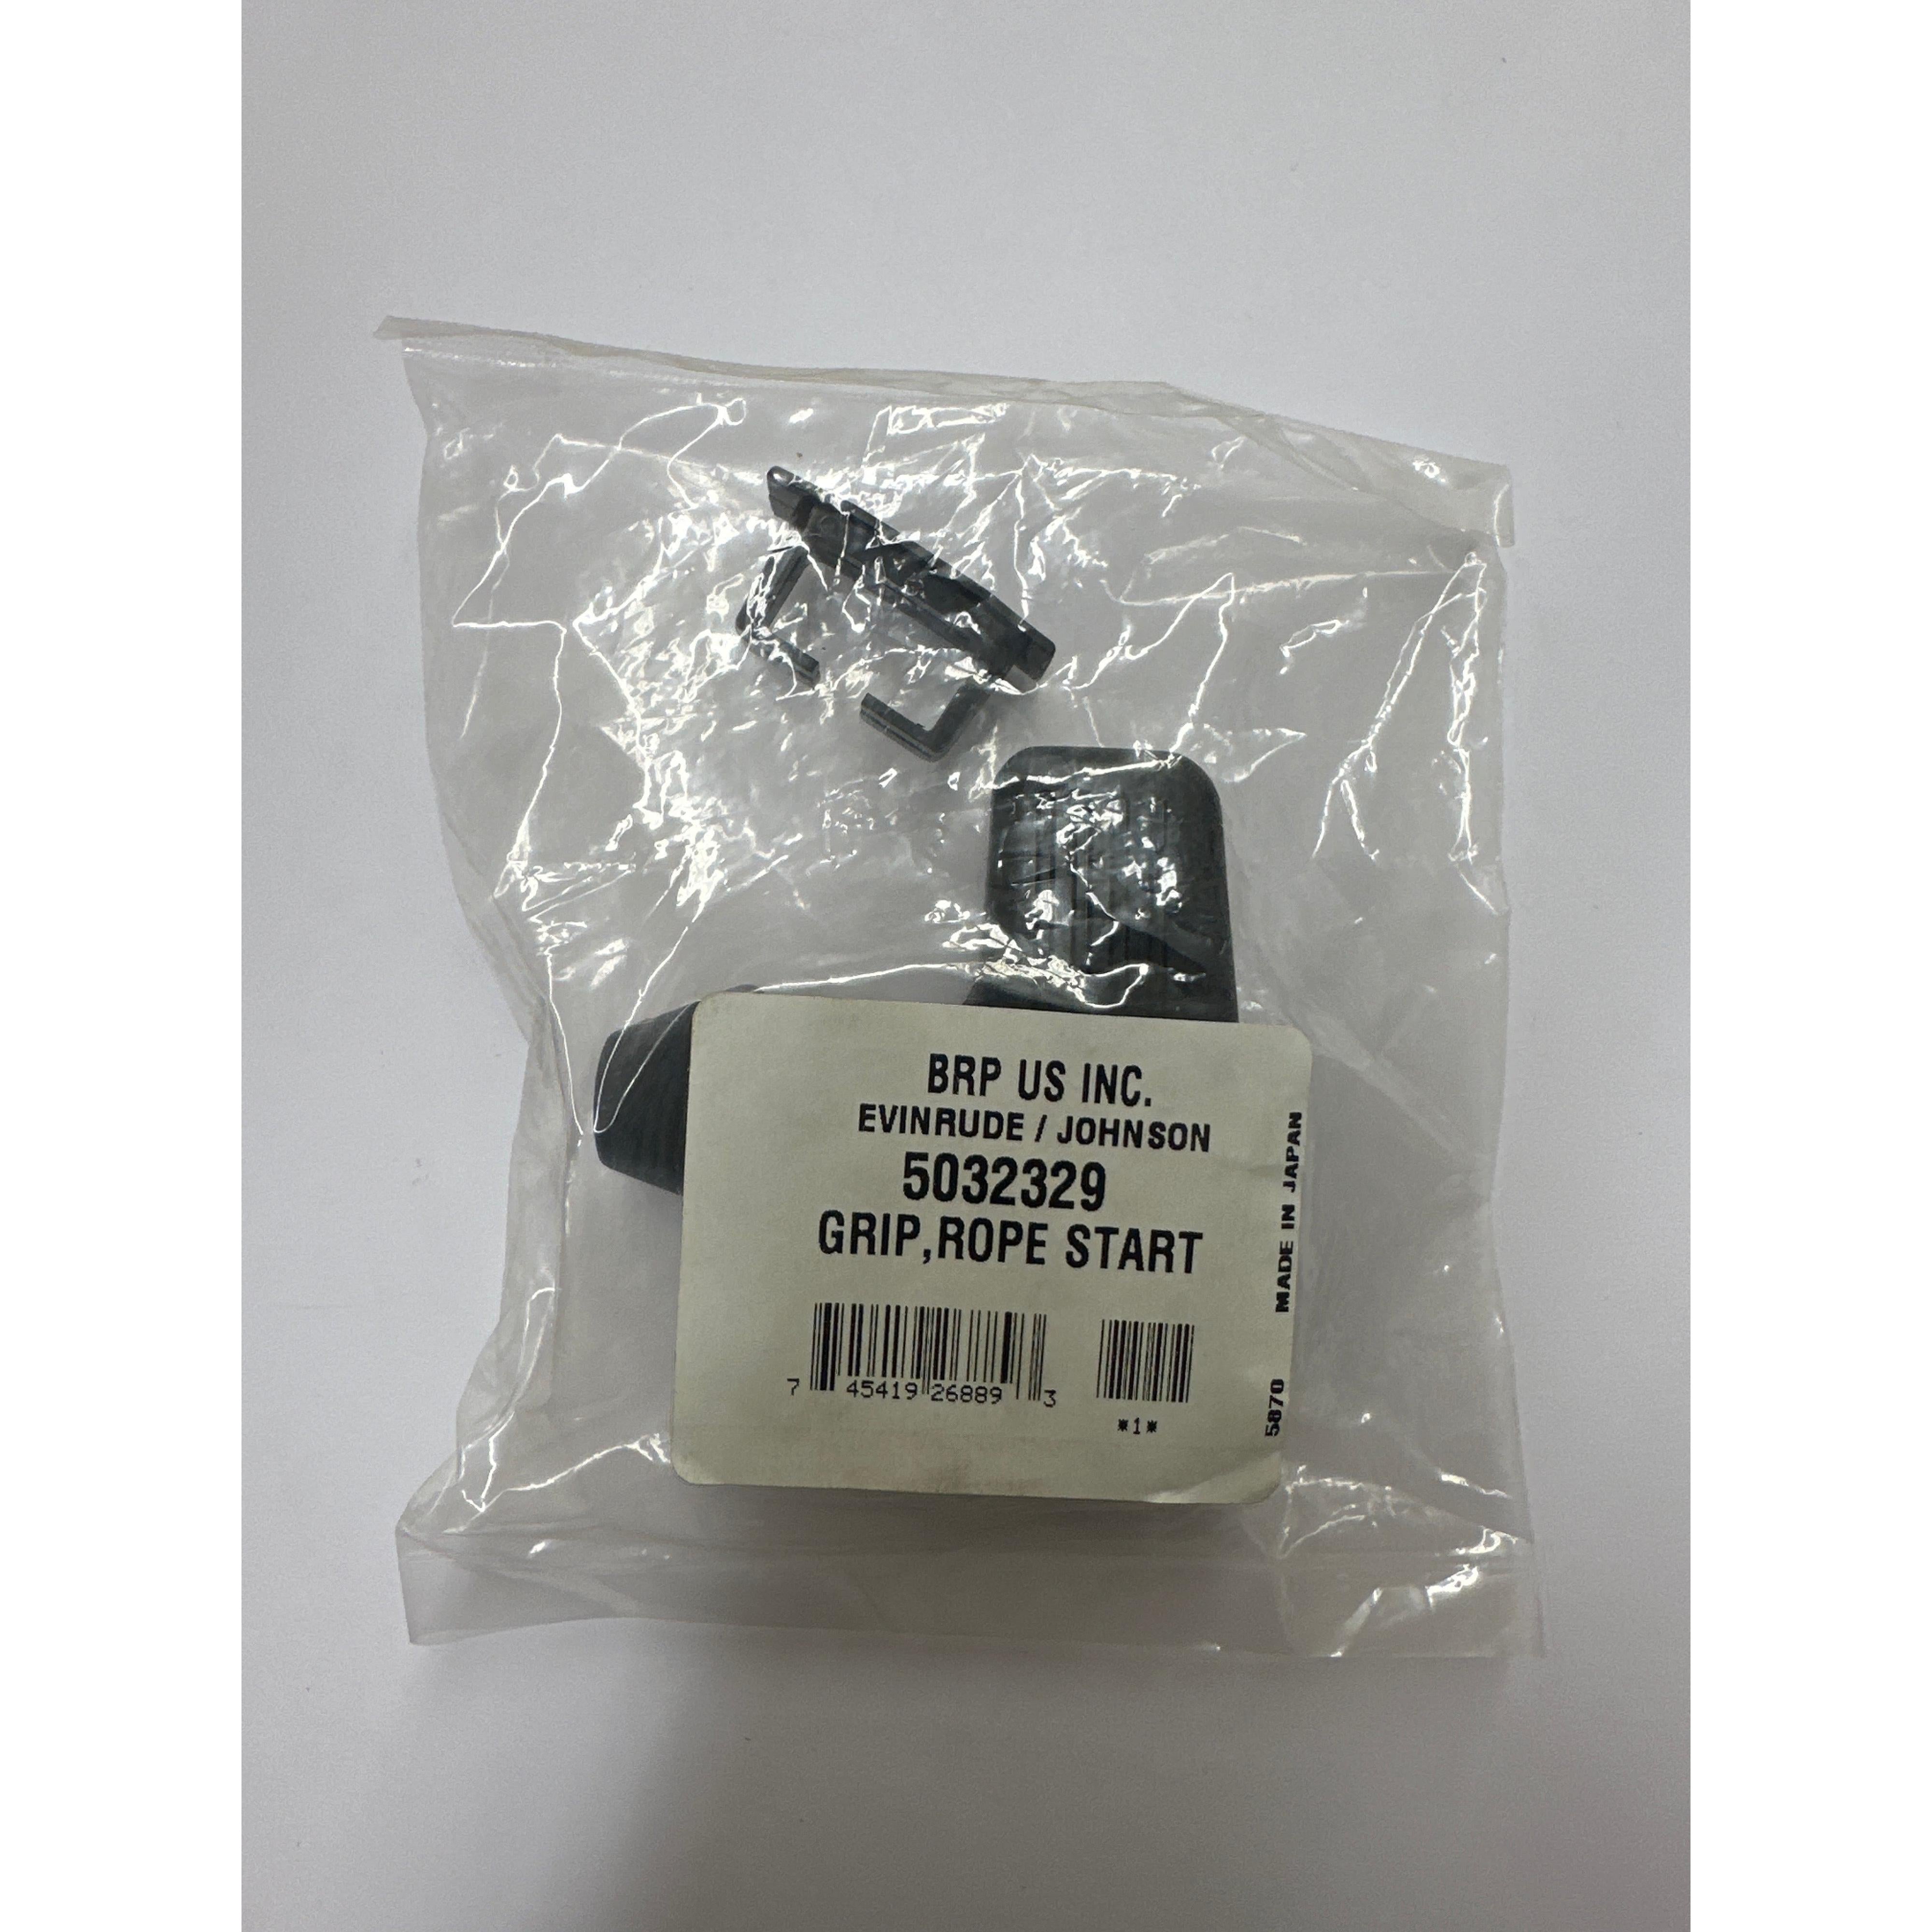 BRP US INC.
EVINRUDE / JOHNSON
5032329
GRIP,ROPE START
7 45419 26889 3
*1*
5870 MADE IN JAPAN